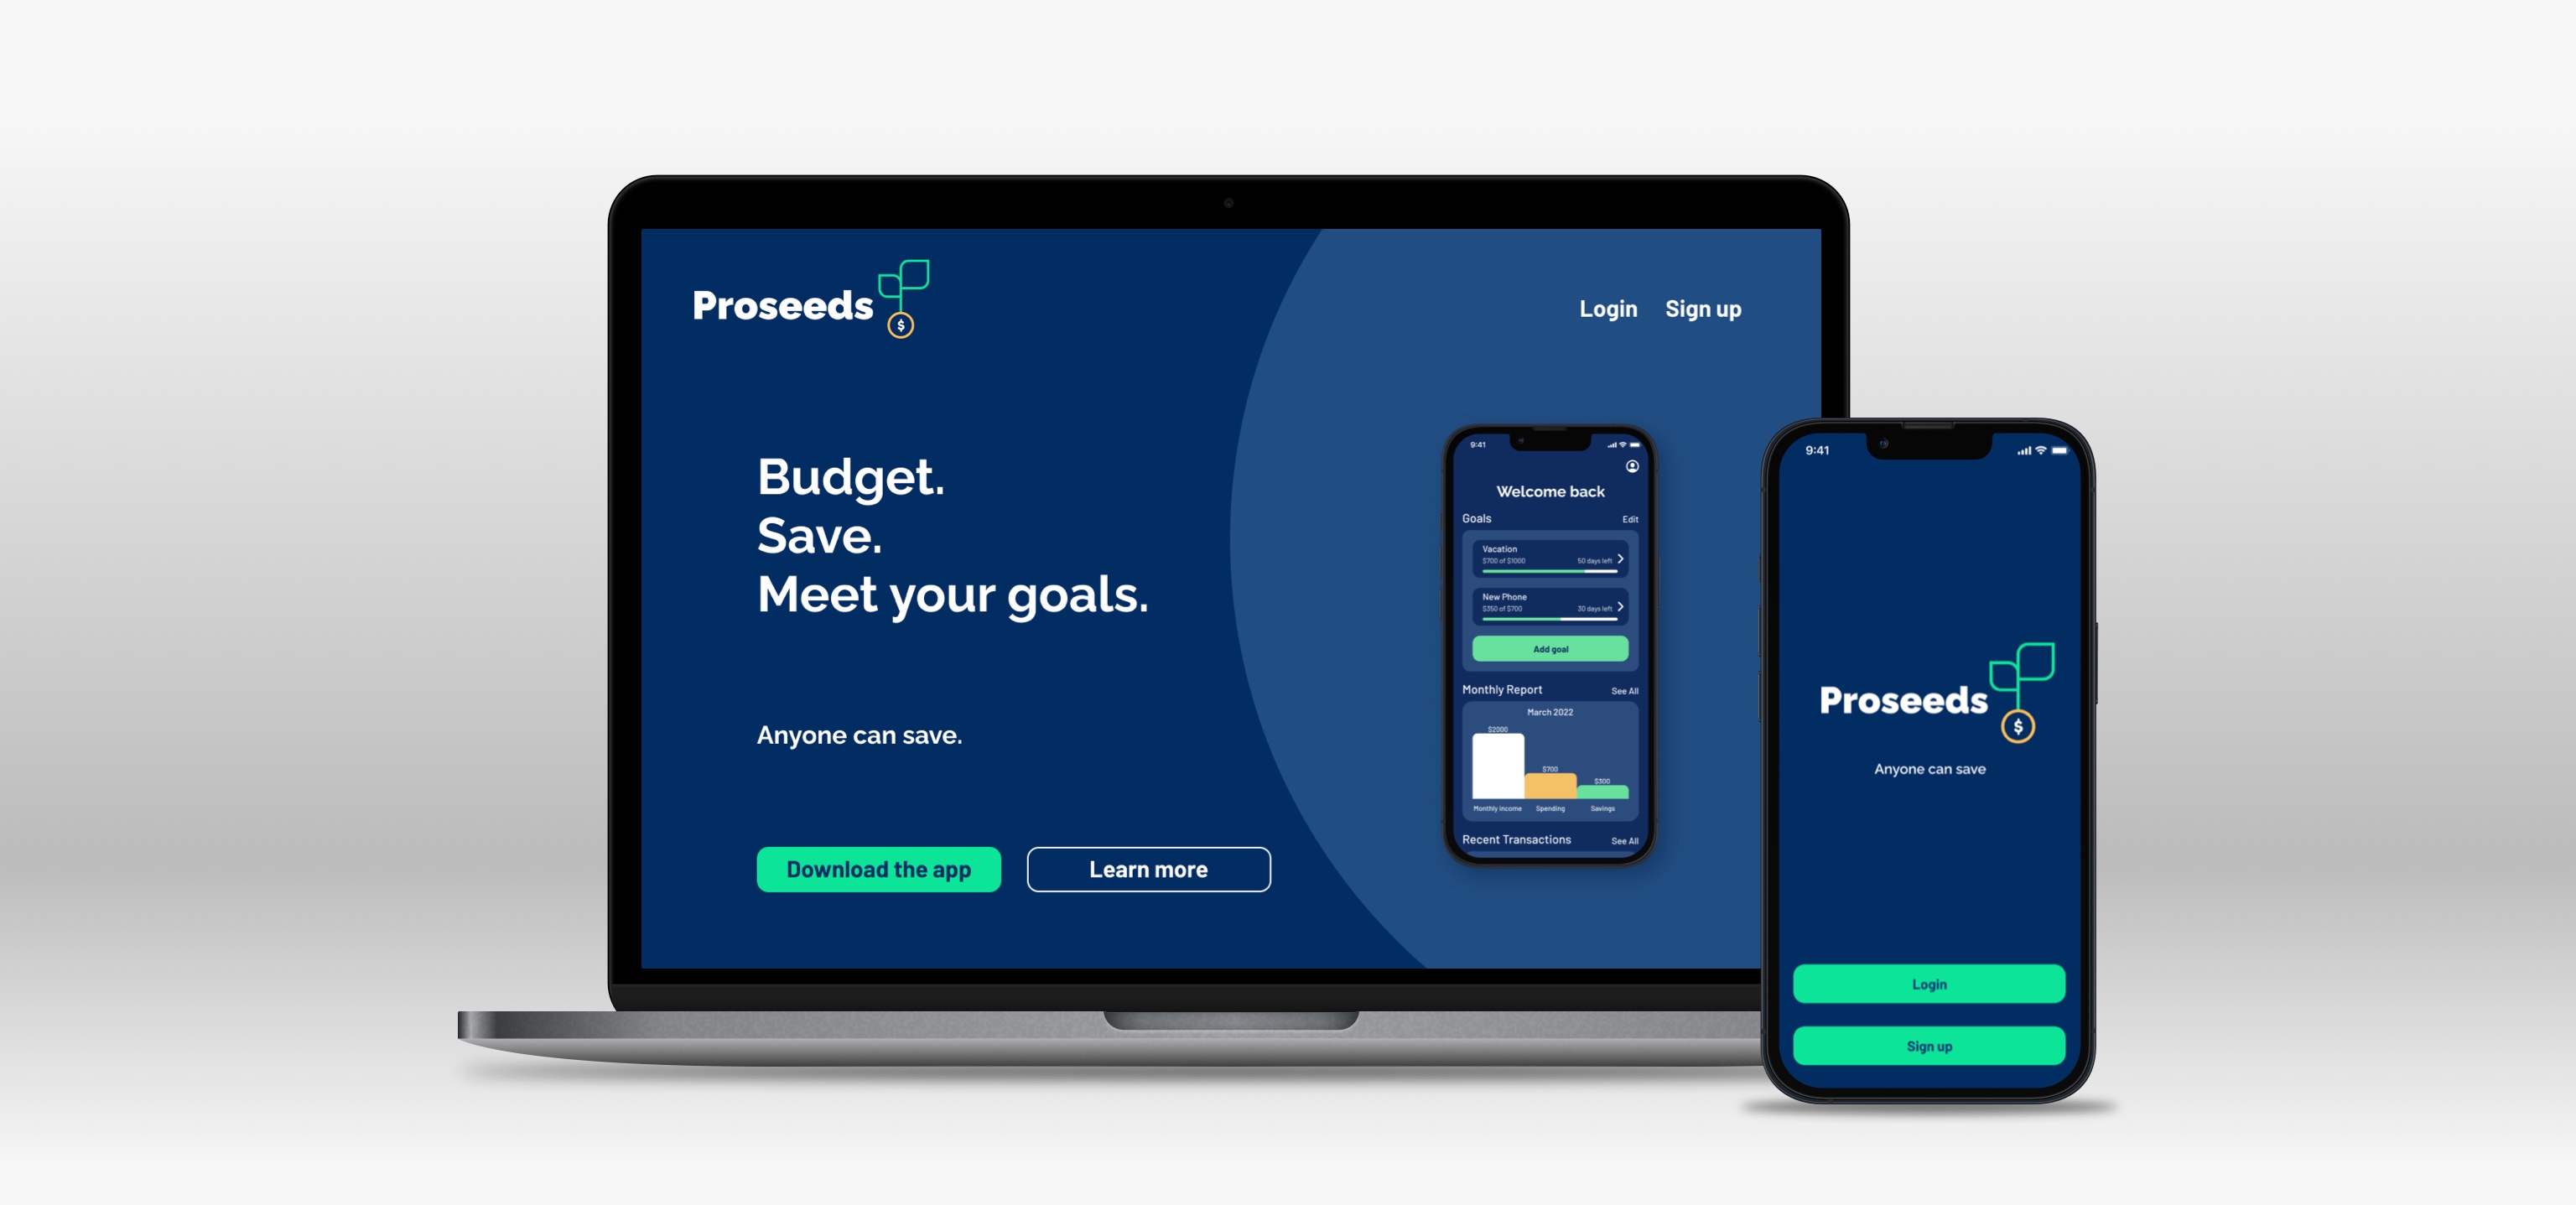 Proseeds
$
Login Sign up
Budget.
Save.
Meet your goals.
Anyone can save.
Download the app
Learn more
9:41
Welcome back
Goals Edit
Vacation
$700 of $1000 50 days left
New Phone
$350 of $700 30 days left
Add goal
Monthly Report See All
March 2022
$2000
$700
$300
Monthly income Spending Savings
Recent Transactions See All
9:41
Proseeds
$
Anyone can save
Login
Sign up